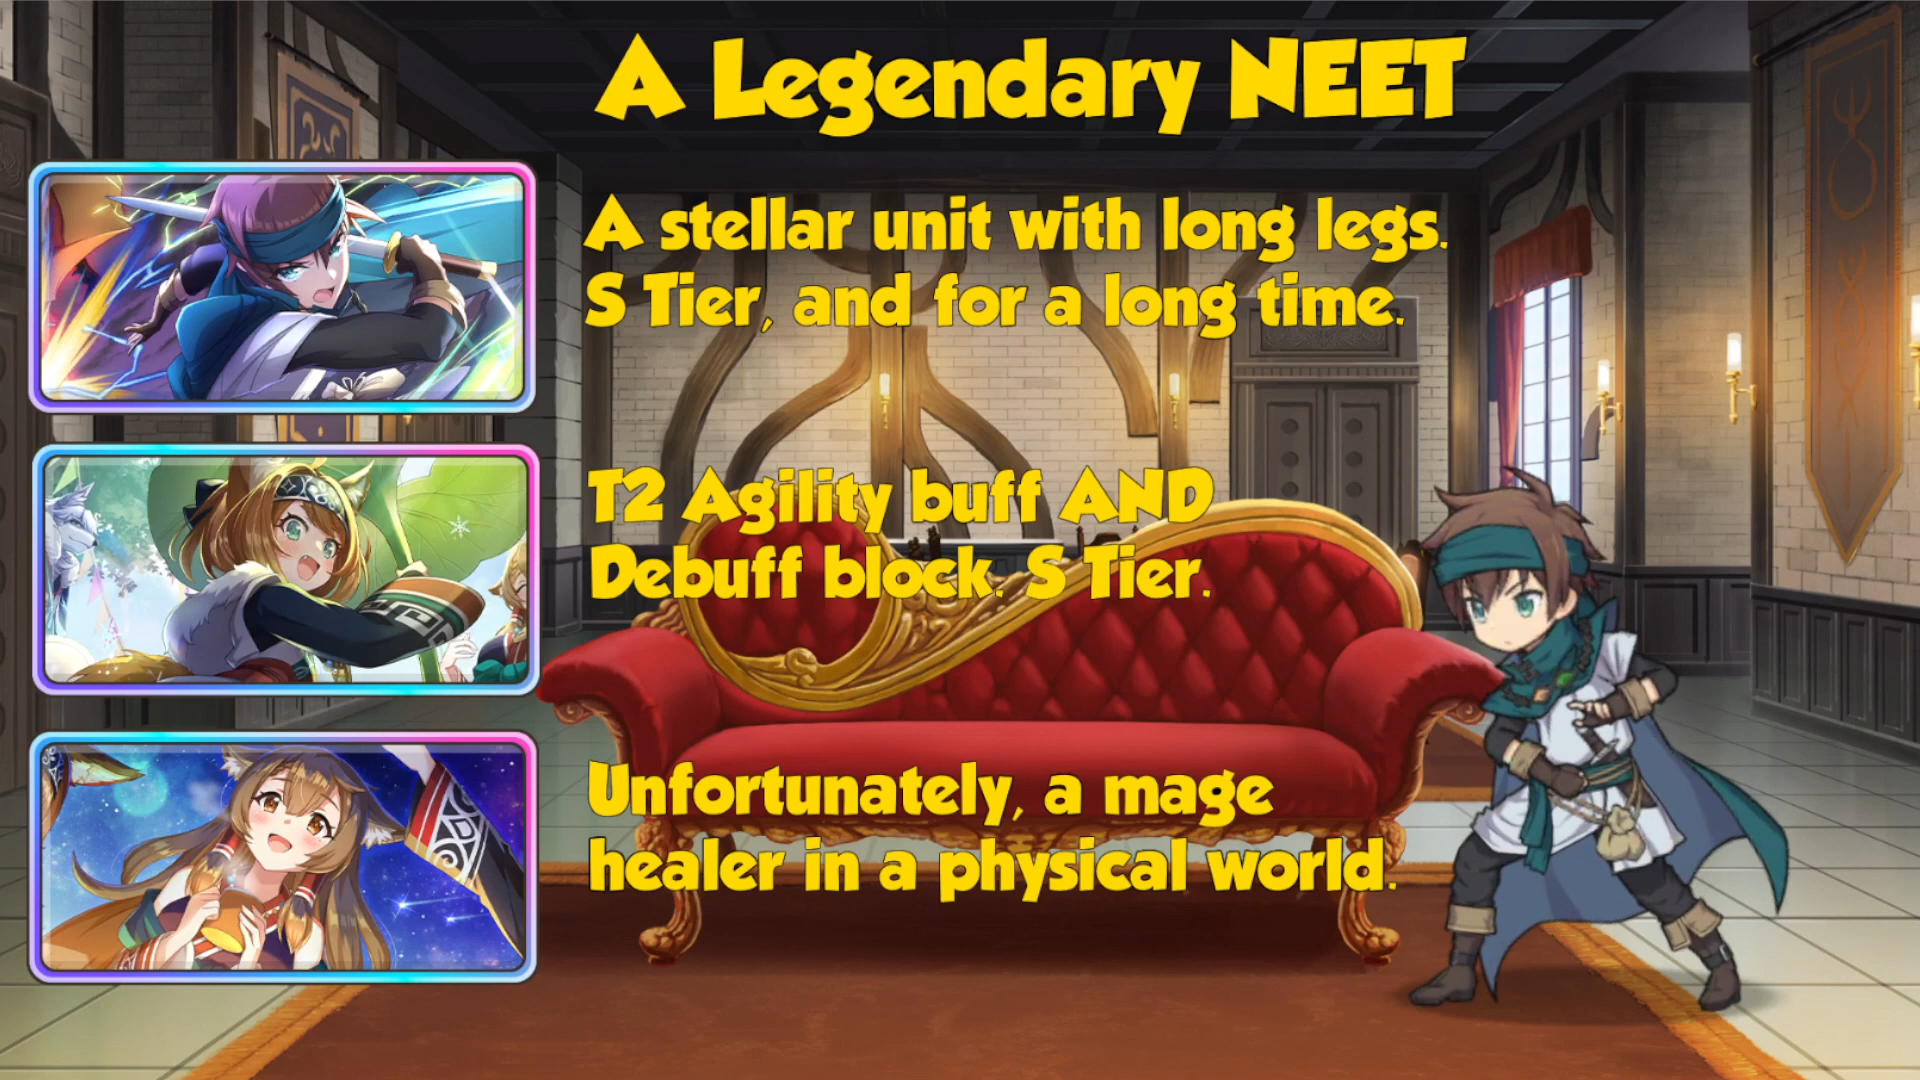 A Legendary NEET
A stellar unit with long legs.
S Tier, and for a long time.
T2 Agility buff AND
Debuff block. S Tier.
Unfortunately, a mage
healer in a physical world.